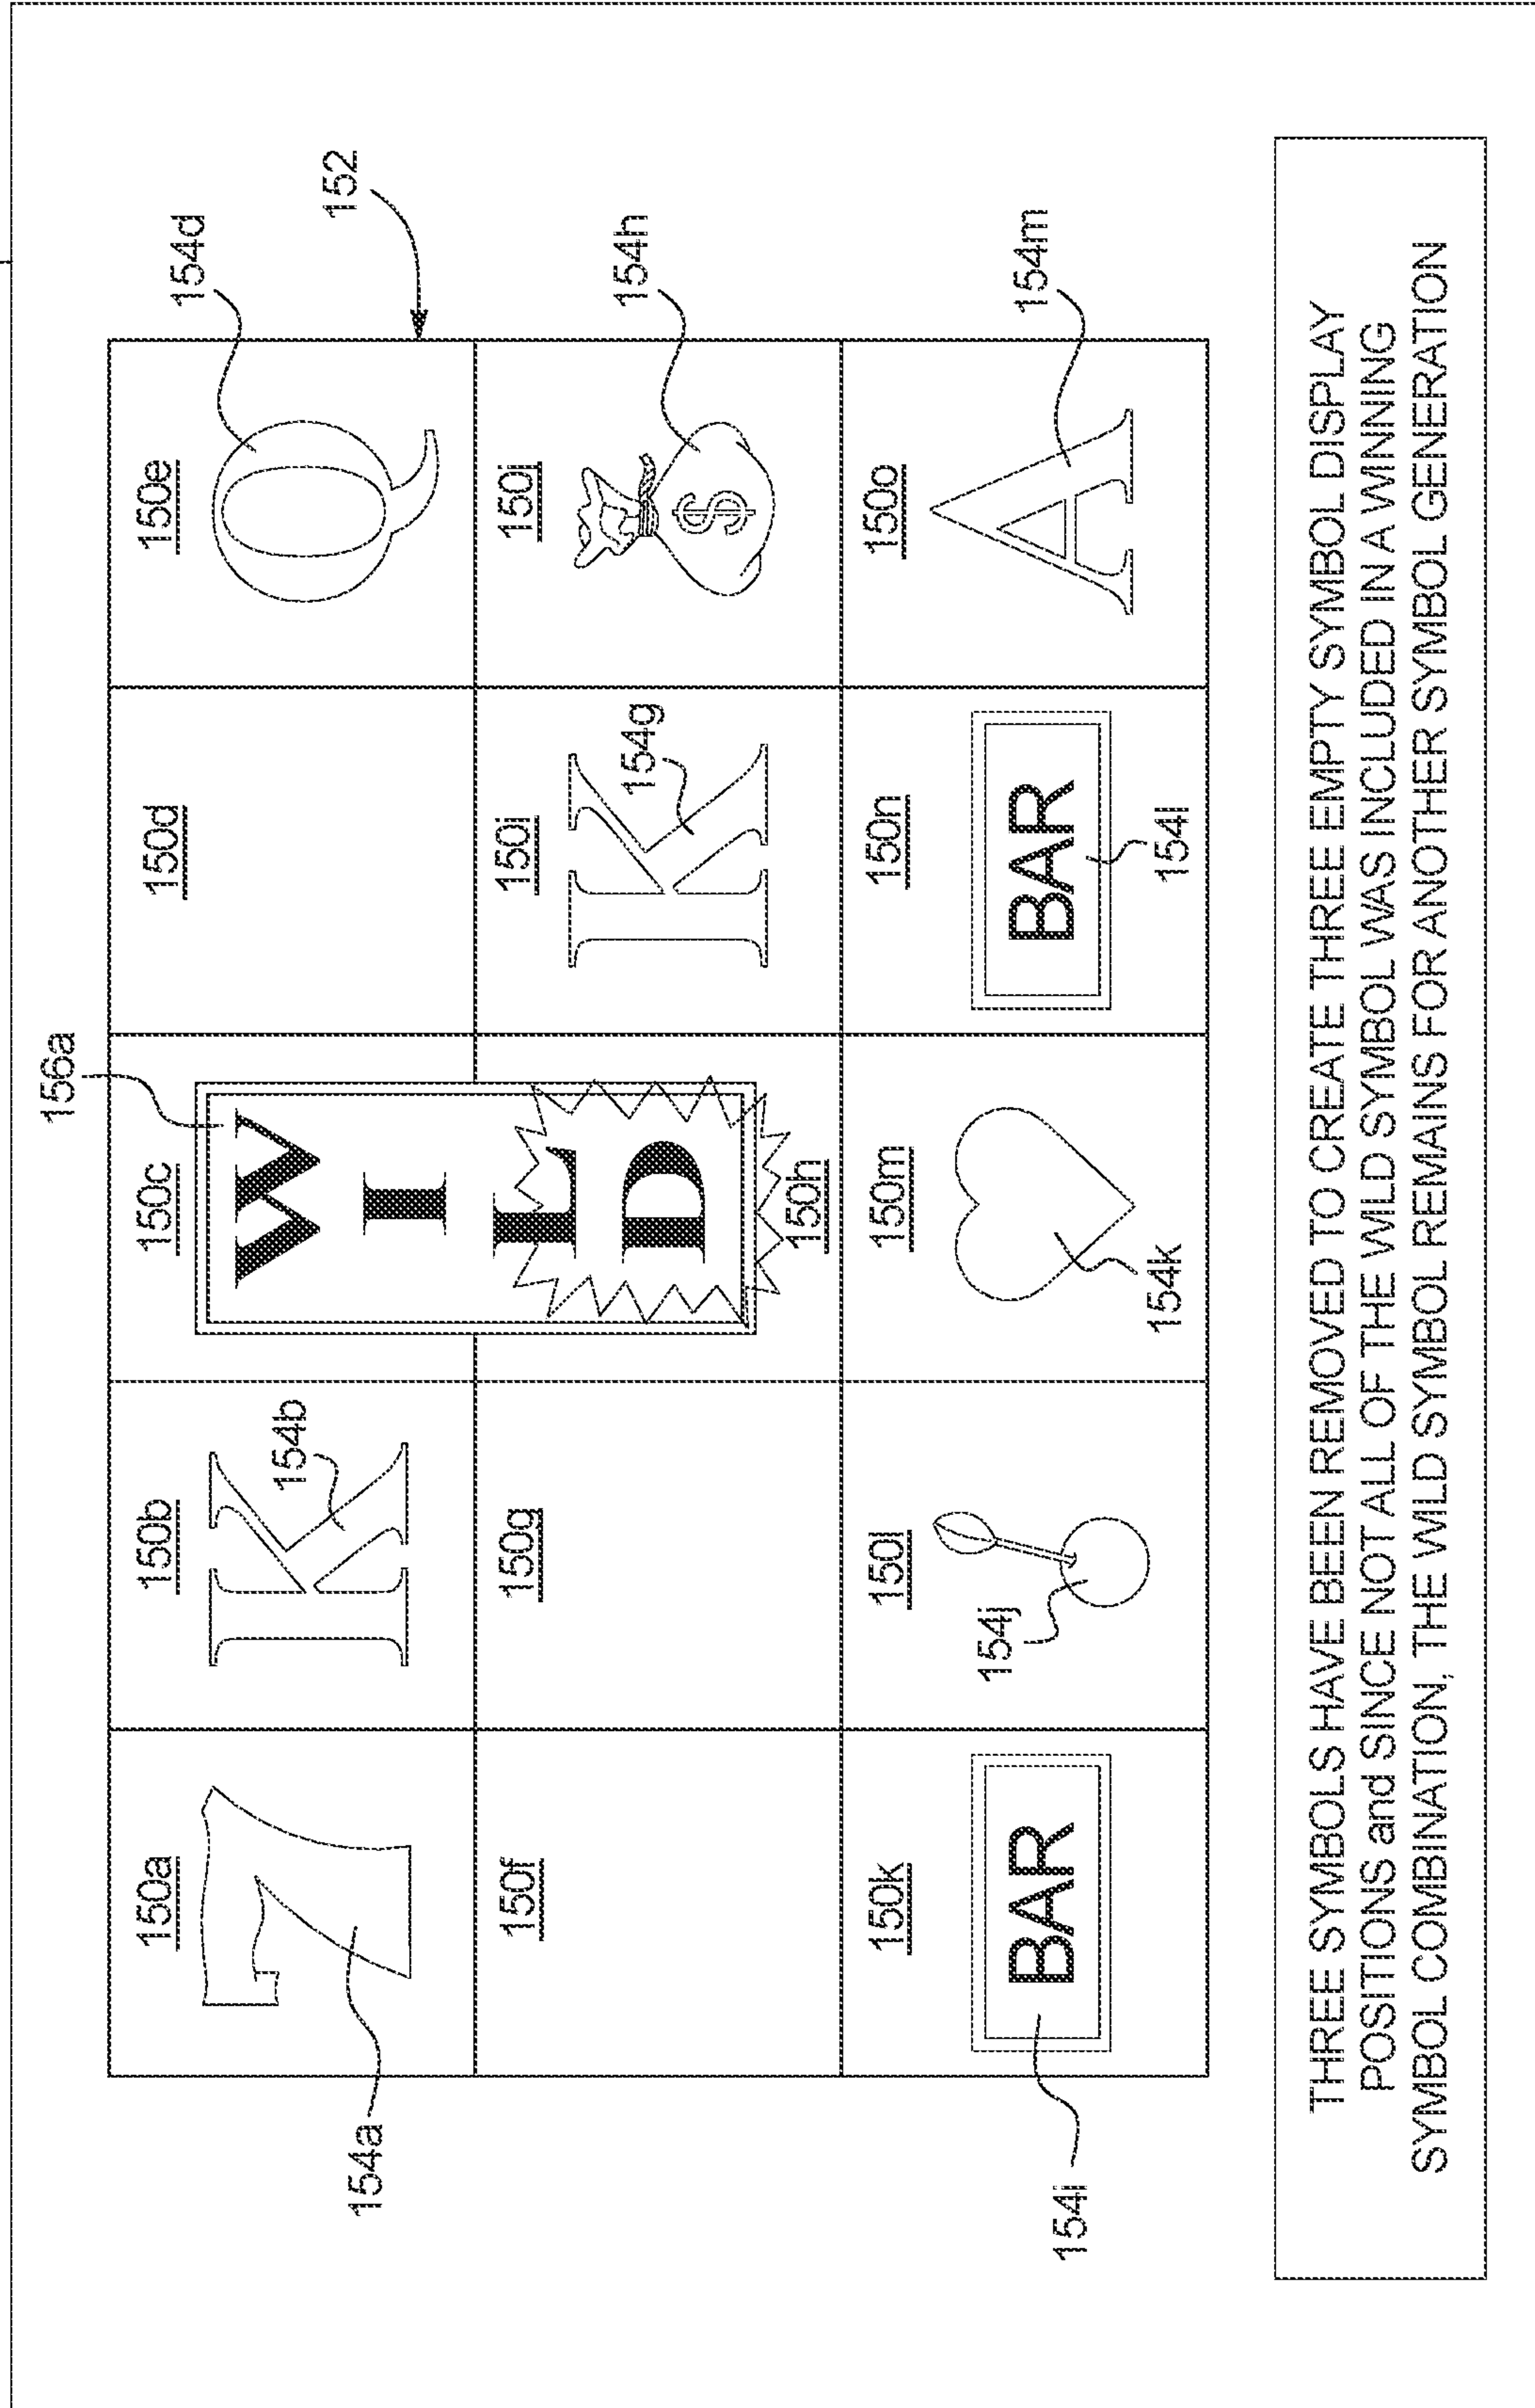 156a
150a
150b
150c
150d
150e
154d
7
K
WILD
Q
154b
152
154a
150f
150g
150i
150j
K
154g
$
154h
150h
150k
150l
150m
150n
150o
BAR
BAR
A
154m
154j
154i
154k
154l
THREE SYMBOLS HAVE BEEN REMOVED TO CREATE THREE EMPTY SYMBOL DISPLAY
POSITIONS and SINCE NOT ALL OF THE WILD SYMBOL WAS INCLUDED IN A WINNING
SYMBOL COMBINATION, THE WILD SYMBOL REMAINS FOR ANOTHER SYMBOL GENERATION